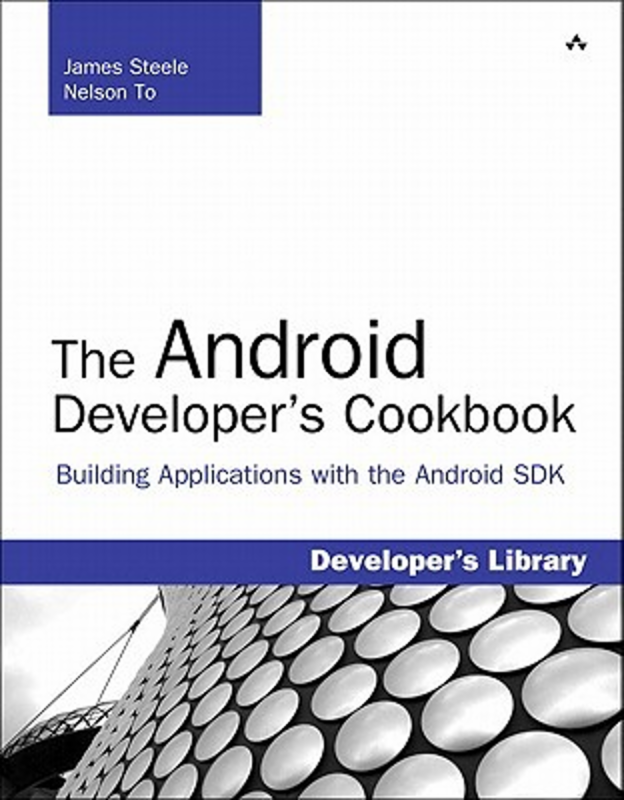 James Steele
Nelson To
The Android
Developer's Cookbook
Building Applications with the Android SDK
Developer's Library